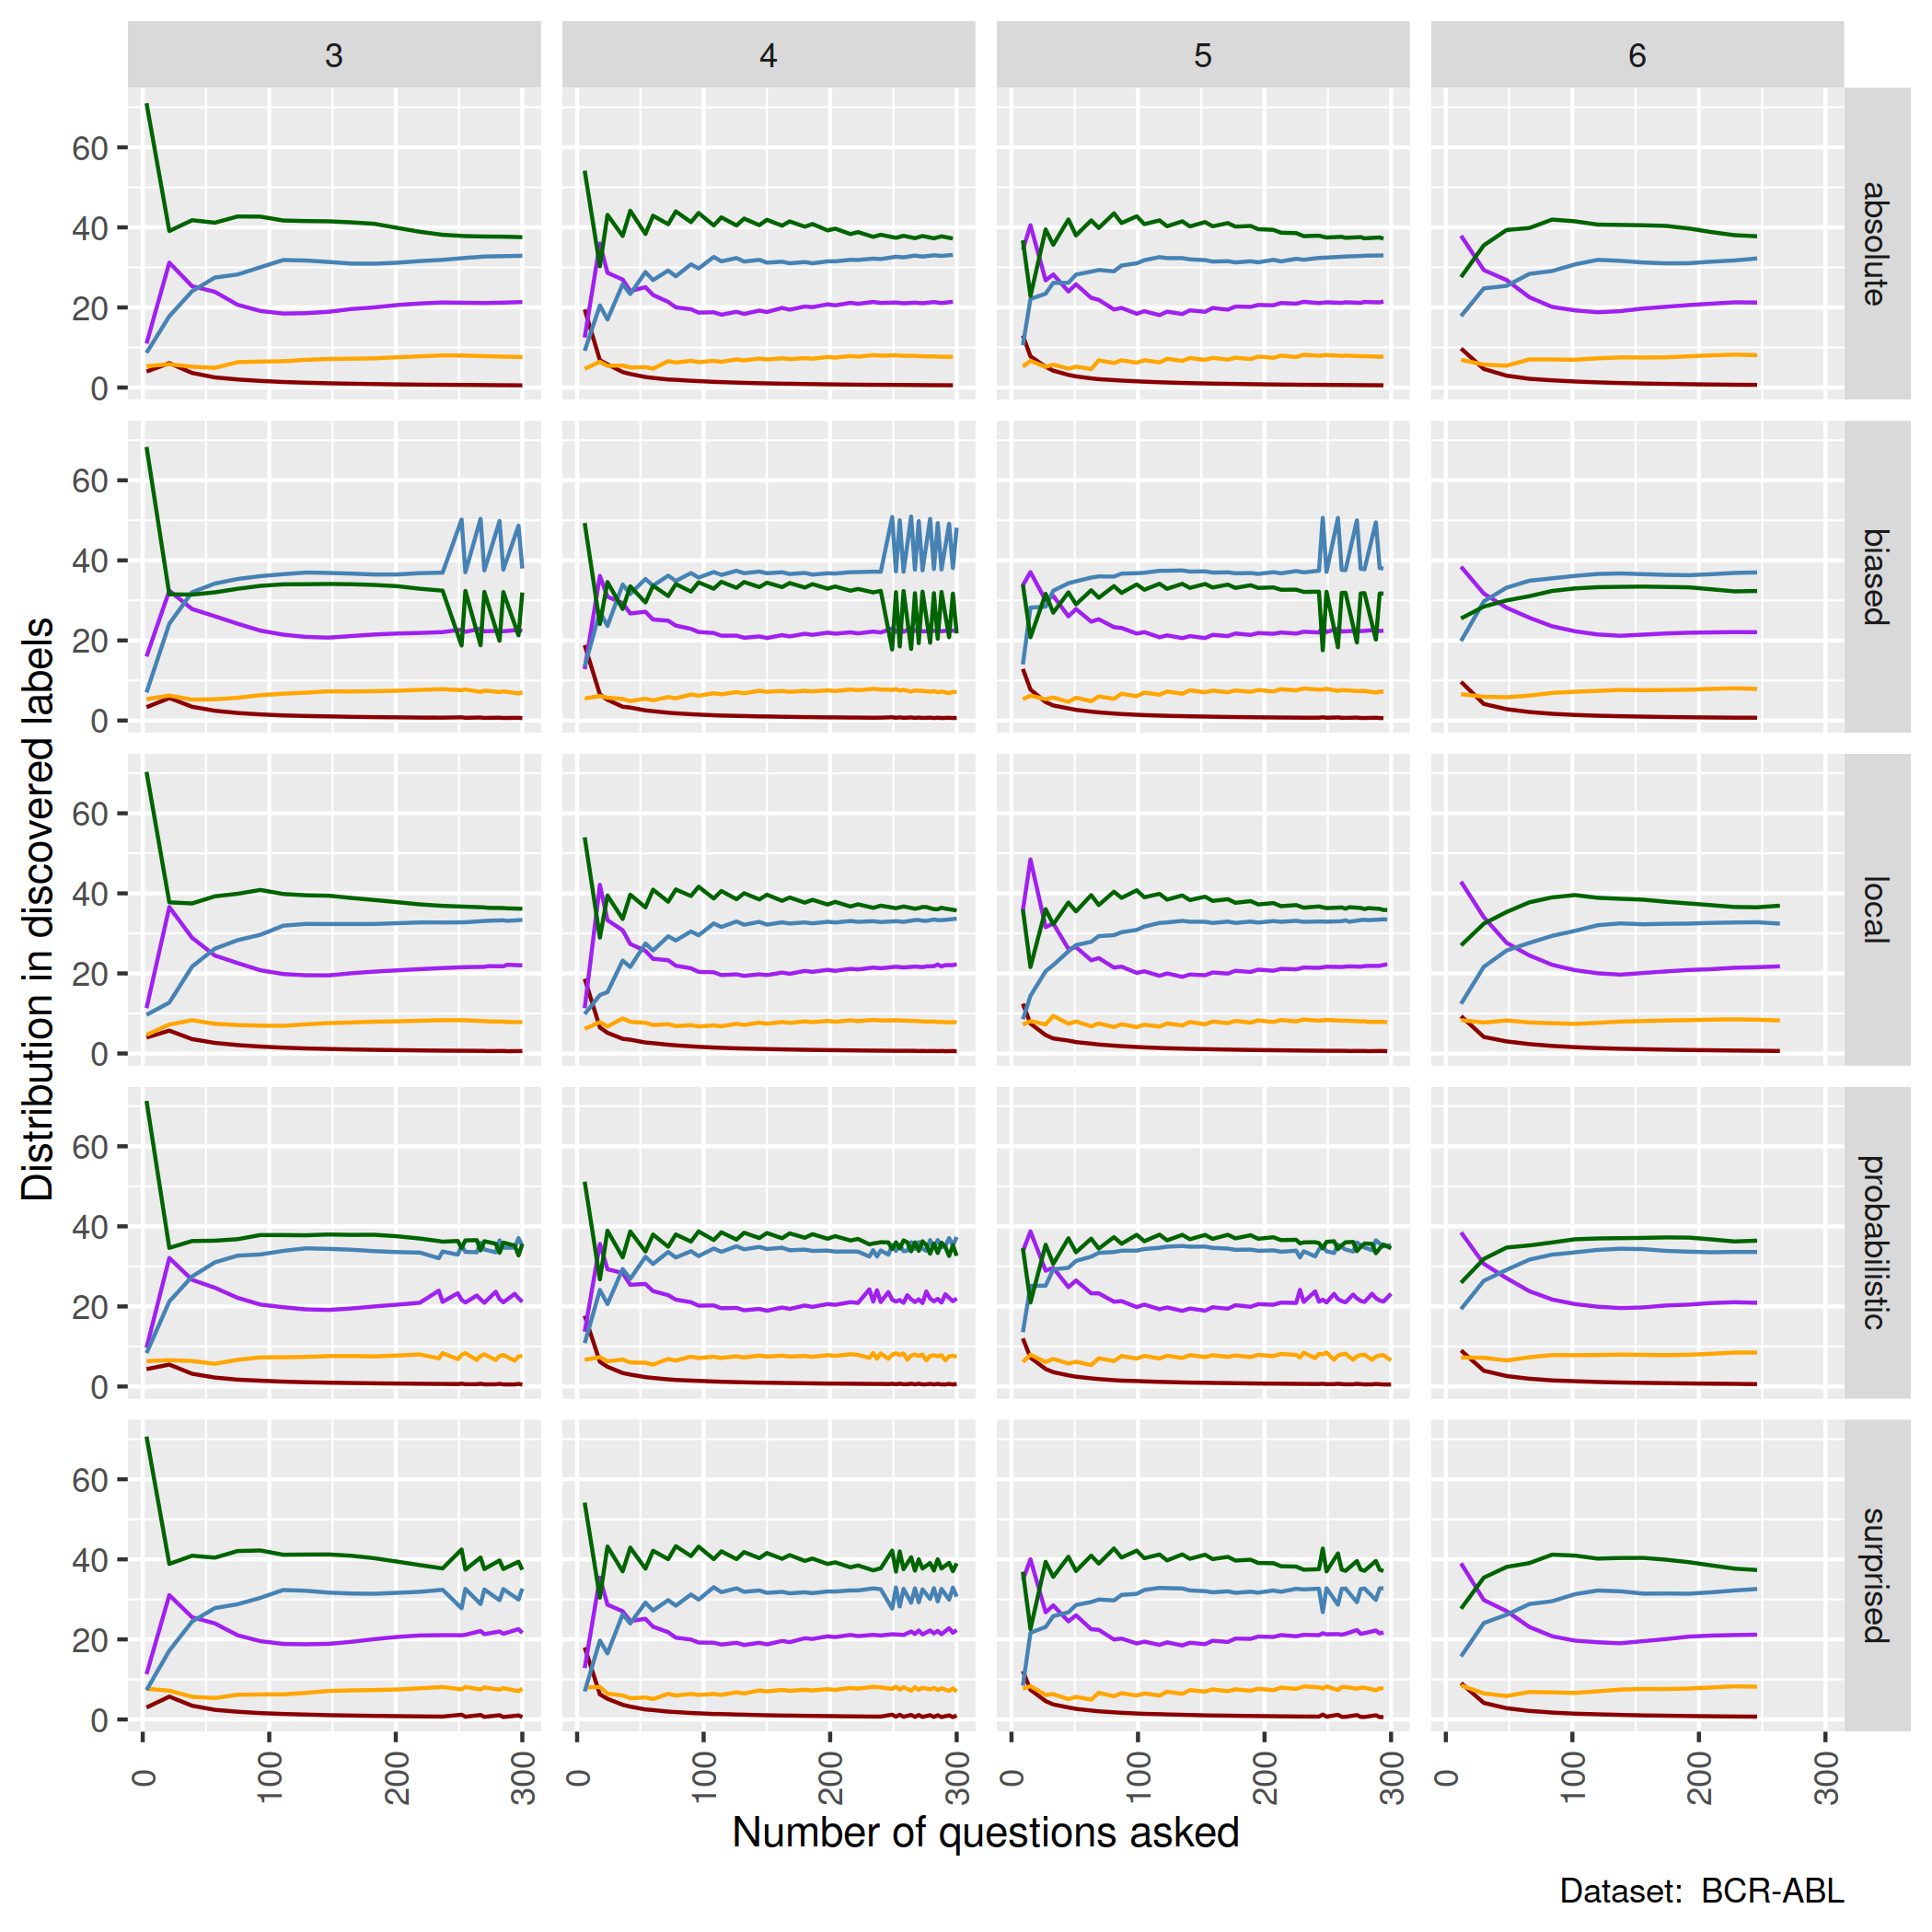 3 4 5 6
60
40
20
0
absolute
60
40
20
0
biased
Distribution in discovered labels
60
40
20
0
local
60
40
20
0
probabilistic
60
40
20
0
surprised
0 100 200 300 0 100 200 300 0 100 200 300 0 100 200 300
Number of questions asked
Dataset: BCR-ABL